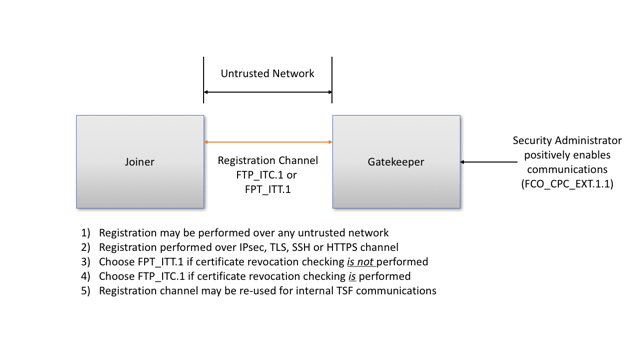 Untrusted Network
Joiner
Registration Channel
FTP_ITC.1 or
FPT_ITT.1
Gatekeeper
Security Administrator
positively enables
communications
(FCO_CPC_EXT.1.1)
1) Registration may be performed over any untrusted network
2) Registration performed over IPsec, TLS, SSH or HTTPS channel
3) Choose FPT_ITT.1 if certificate revocation checking is not performed
4) Choose FTP_ITC.1 if certificate revocation checking is performed
5) Registration channel may be re-used for internal TSF communications